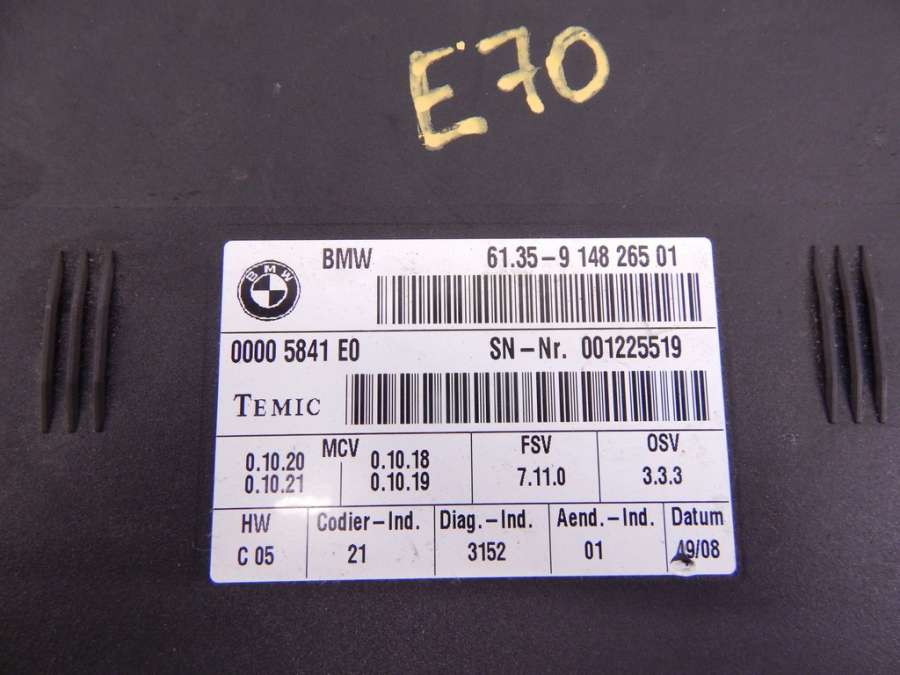 E70
BMW 61.35-9 148 265 01
BMW
0000 5841 E0 SN-Nr. 001225519
TEMIC
MCV FSV OSV
0.10.20 0.10.18 7.11.0 3.3.3
0.10.21 0.10.19
HW Codier-Ind. Diag.-Ind. Aend.-Ind. Datum
C 05 21 3152 01 49/08